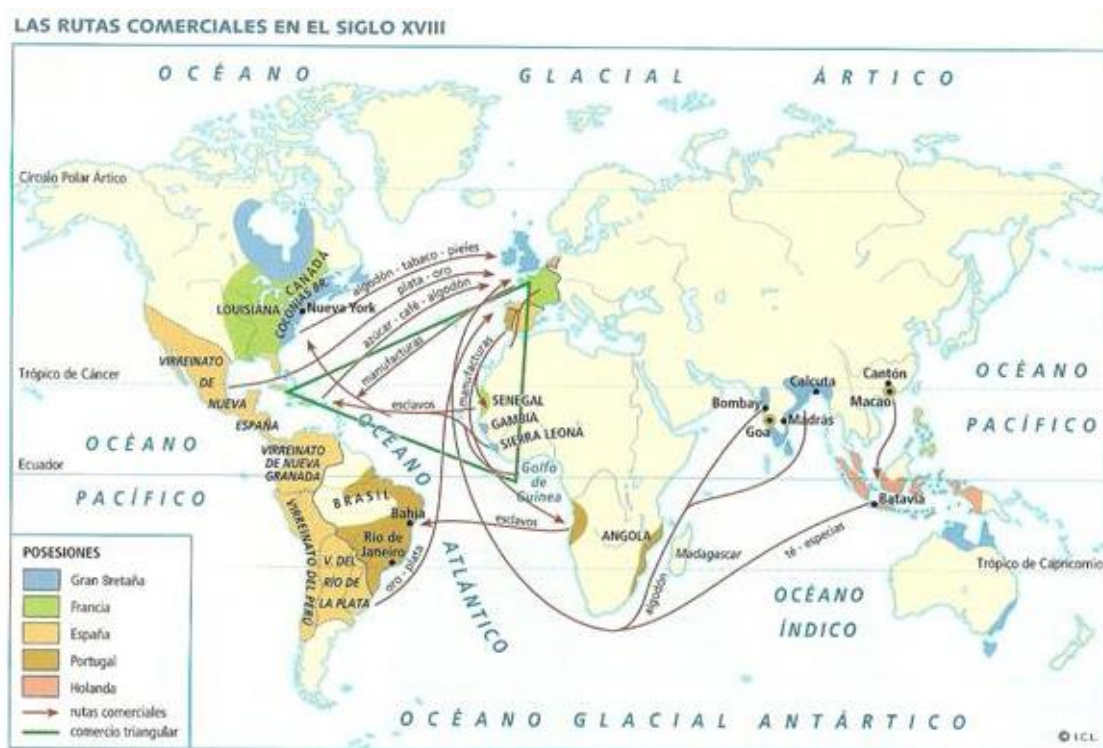 LAS RUTAS COMERCIALES EN EL SIGLO XVIII
OCÉANO GLACIAL ÁRTICO
Círculo Polar Ártico
CANADÁ
LOUISIANA
COLONIAS BR.
Nueva York
algodón - tabaco - pieles
plata - oro
azúcar - café - algodón
manufacturas
manufacturas
Trópico de Cáncer
VIRREINATO
DE
NUEVA
ESPAÑA
esclavos
SENEGAL
GAMBIA
SIERRA LEONA
Bombay
Goa
Calcuta
Madrás
Cantón
Macao
OCÉANO
PACÍFICO
OCÉANO
PACÍFICO
Ecuador
VIRREINATO
DE NUEVA
GRANADA
OCÉANO
ATLÁNTICO
Golfo
de
Guinea
BRASIL
Bahja
esclavos
Río de
Janeiro
VIRREINATO DEL PERÚ
V. DEL
RÍO DE
LA PLATA
oro - plata
ANGOLA
Madagascar
algodón
té - especias
Batavia
Trópico de Capricornio
OCÉANO
ÍNDICO
POSESIONES
Gran Bretaña
Francia
España
Portugal
Holanda
rutas comerciales
comercio triangular
OCÉANO GLACIAL ANTÁRTICO
© I.C.L.